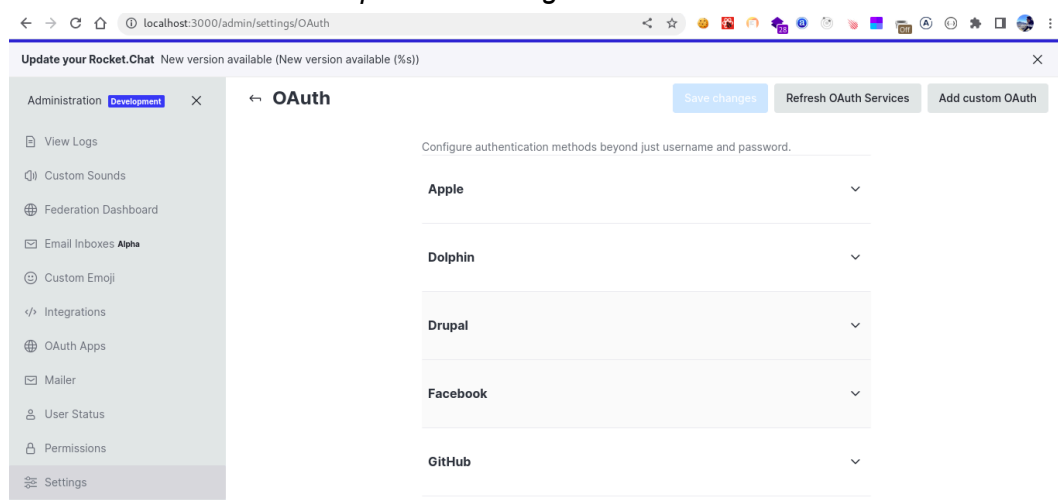 localhost:3000/admin/settings/OAuth
28
Off
Update your Rocket.Chat New version available (New version available (%s))
Administration Development
OAuth
Save changes
Refresh OAuth Services
Add custom OAuth
View Logs
Custom Sounds
Federation Dashboard
Email Inboxes Alpha
Custom Emoji
Integrations
OAuth Apps
Mailer
User Status
Permissions
Settings
Configure authentication methods beyond just username and password.
Apple
Dolphin
Drupal
Facebook
GitHub